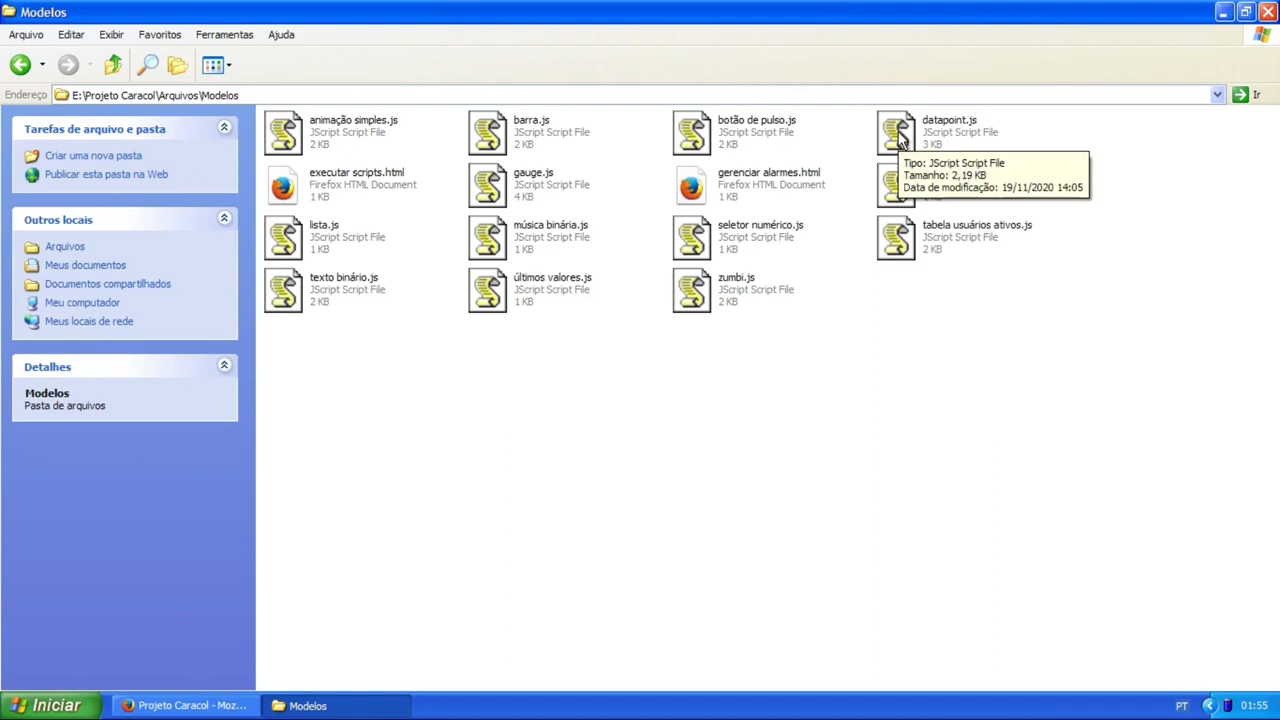 Modelos
Arquivo Editar Exibir Favoritos Ferramentas Ajuda
Endereço E:\Projeto Caracol\Arquivos\Modelos Ir
Tarefas de arquivo e pasta
Criar uma nova pasta
Publicar esta pasta na Web
Outros locais
Arquivos
Meus documentos
Documentos compartilhados
Meu computador
Meus locais de rede
Detalhes
Modelos
Pasta de arquivos
animação simples.js
JScript Script File
2 KB
barra.js
JScript Script File
2 KB
botão de pulso.js
JScript Script File
2 KB
datapoint.js
JScript Script File
3 KB
Tipo: JScript Script File
Tamanho: 2,19 KB
Data de modificação: 19/11/2020 14:05
executar scripts.html
Firefox HTML Document
1 KB
gauge.js
JScript Script File
4 KB
gerenciar alarmes.html
Firefox HTML Document
1 KB
lista.js
JScript Script File
1 KB
música binária.js
JScript Script File
1 KB
seletor numérico.js
JScript Script File
1 KB
tabela usuários ativos.js
JScript Script File
2 KB
texto binário.js
JScript Script File
2 KB
últimos valores.js
JScript Script File
1 KB
zumbi.js
JScript Script File
2 KB
Iniciar
Projeto Caracol - Moz...
Modelos
PT
01:55